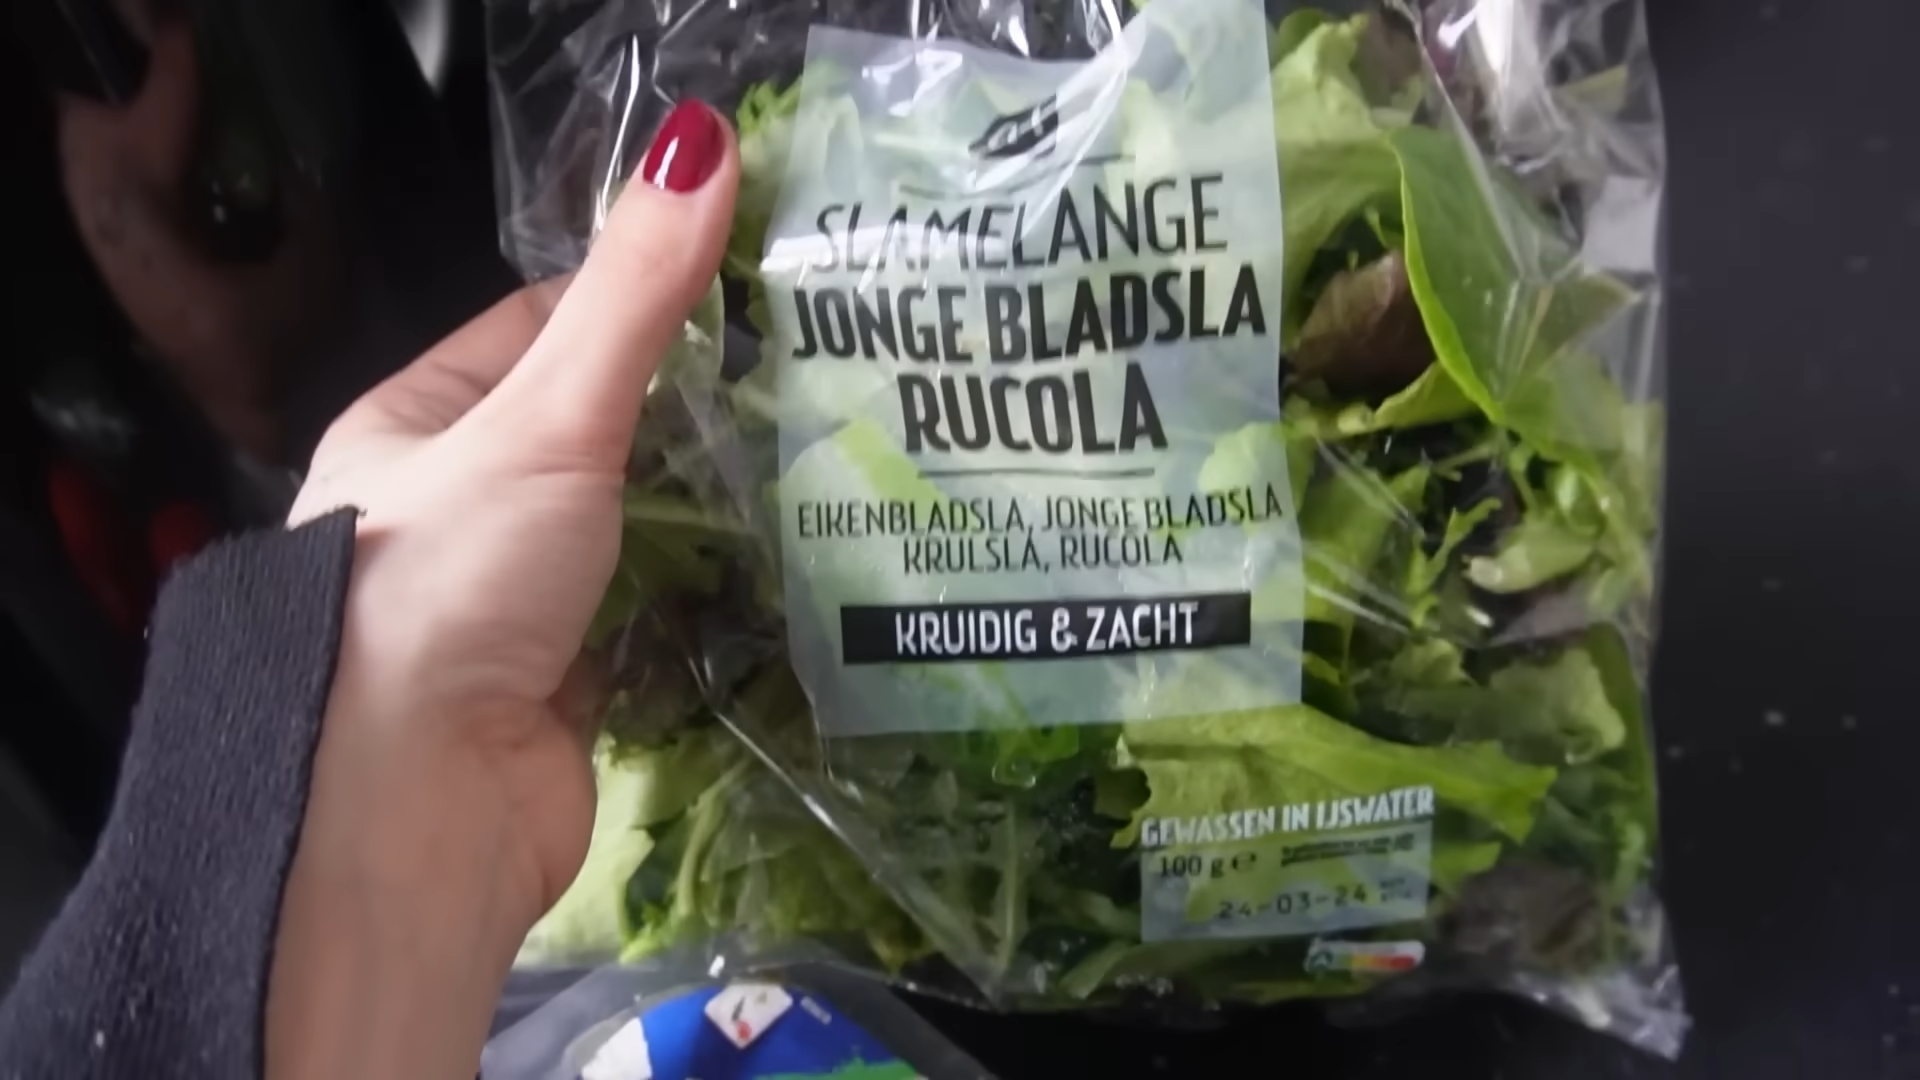 SLAMELANGE
JONGE BLADSLA
RUCOLA
EIKENBLADSLA, JONGE BLADSLA
KRULSLA, RUCOLA
KRUIDIG & ZACHT
GEWASSEN IN IJSWATER
100 g e
24-03-24